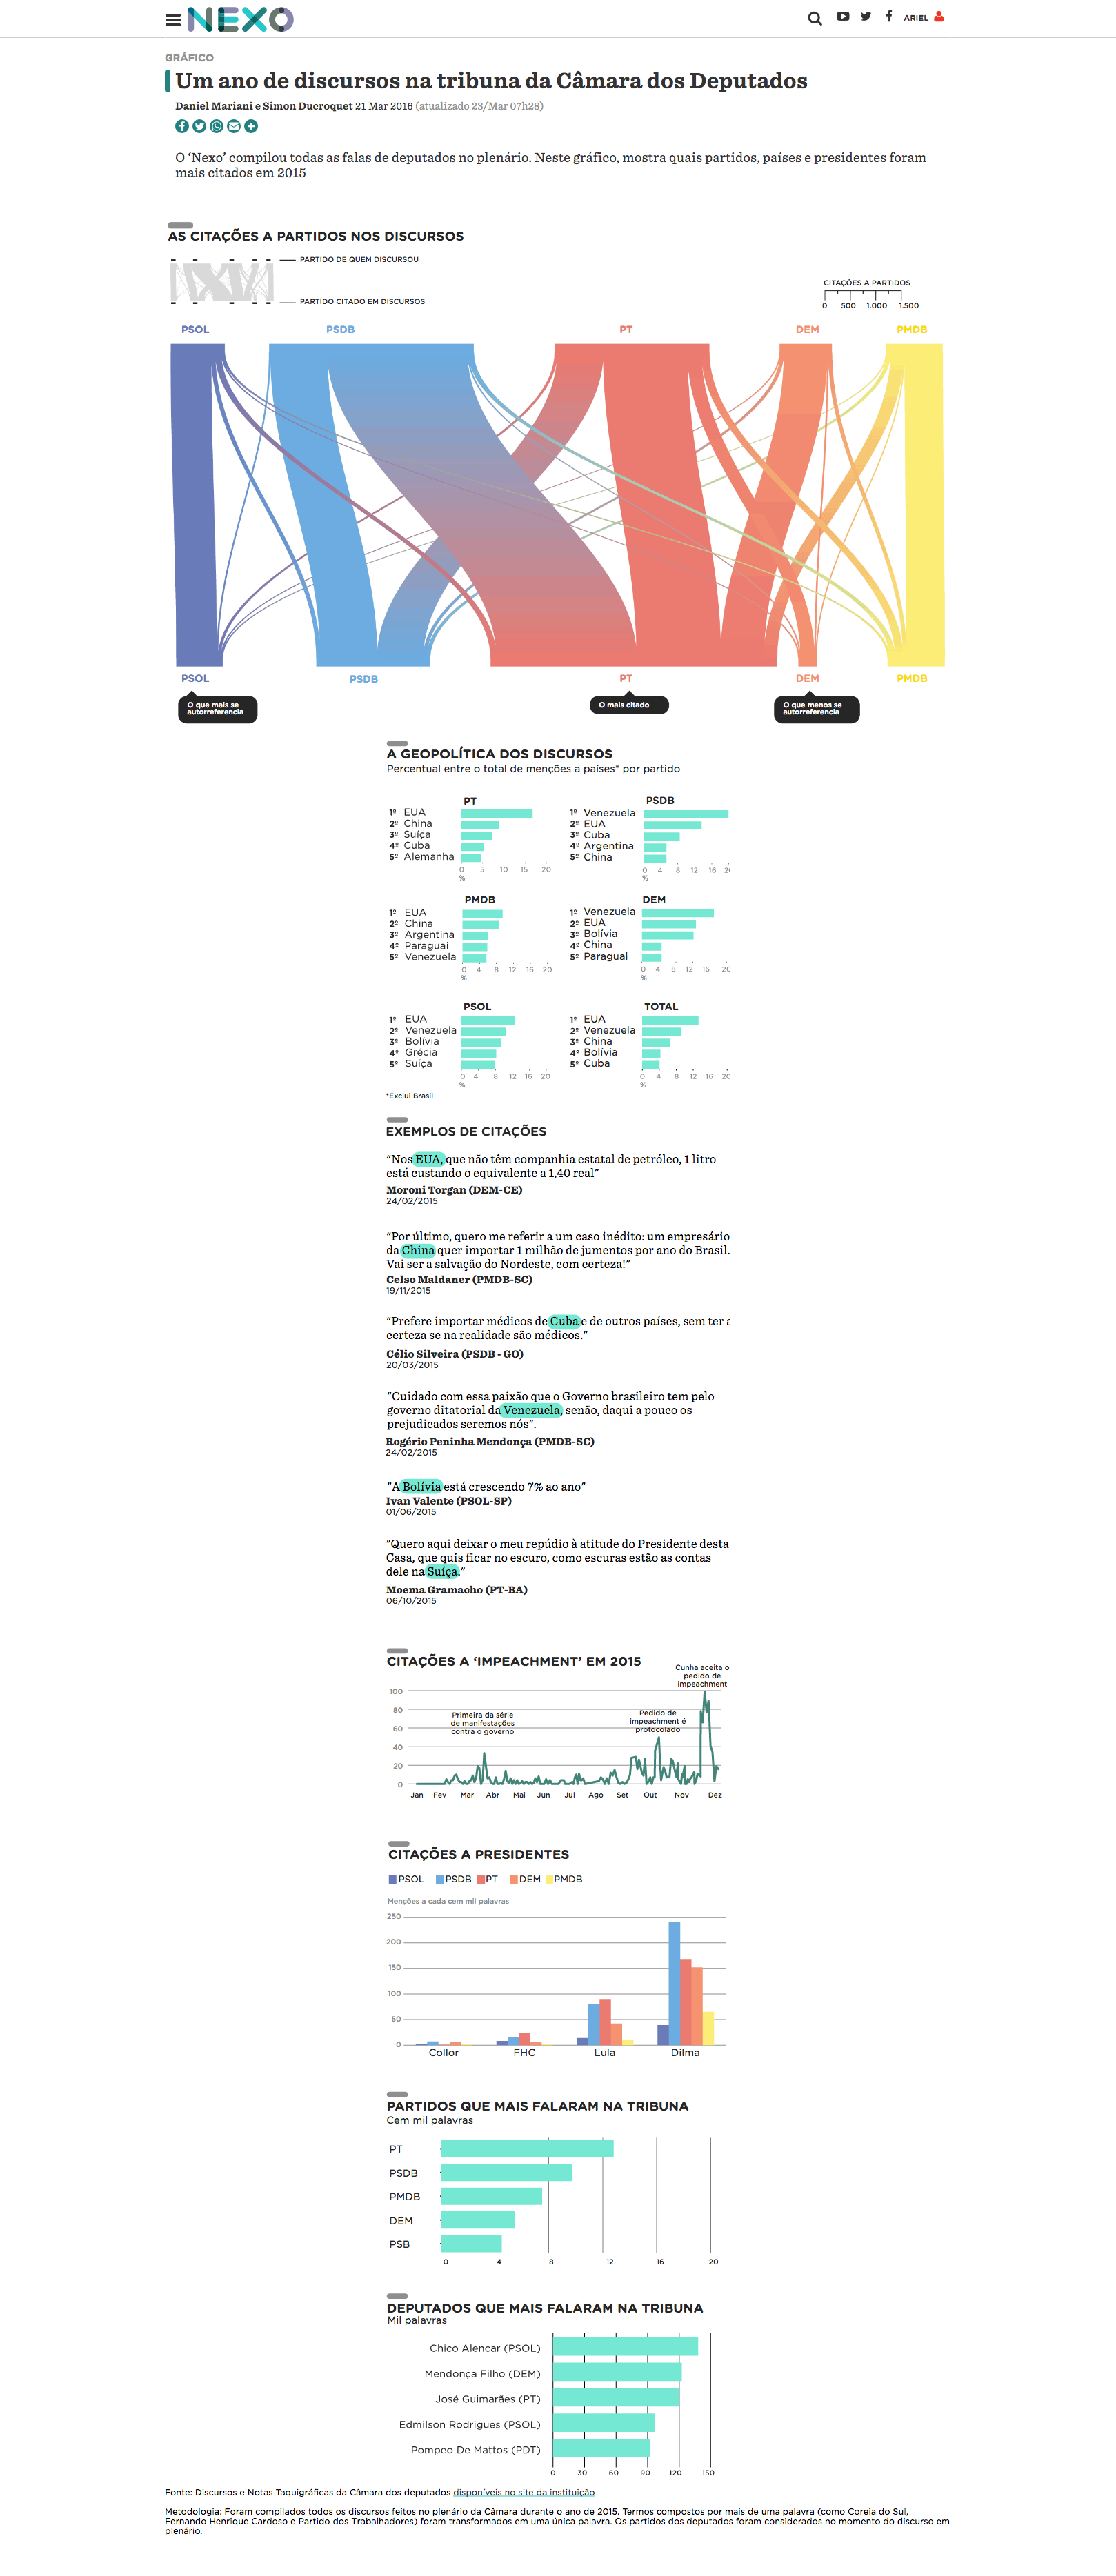 NEXO
ARIEL
GRÁFICO
Um ano de discursos na tribuna da Câmara dos Deputados
Daniel Mariani e Simon Ducroquet 21 Mar 2016 (atualizado 23/Mar 07h28)
O ‘Nexo’ compilou todas as falas de deputados no plenário. Neste gráfico, mostra quais partidos, países e presidentes foram
mais citados em 2015
AS CITAÇÕES A PARTIDOS NOS DISCURSOS
PARTIDO DE QUEM DISCURSOU
PARTIDO CITADO EM DISCURSOS
CITAÇÕES A PARTIDOS
0 500 1.000 1.500
PSOL PSDB PT DEM PMDB
PSOL PSDB PT DEM PMDB
O que mais se
autorreferencia
O mais citado
O que menos se
autorreferencia
A GEOPOLÍTICA DOS DISCURSOS
Percentual entre o total de menções a países* por partido
PT
1º EUA
2º China
3º Suíça
4º Cuba
5º Alemanha
0 5 10 15 20
%
PSDB
1º Venezuela
2º EUA
3º Cuba
4º Argentina
5º China
0 4 8 12 16 20
%
PMDB
1º EUA
2º China
3º Argentina
4º Paraguai
5º Venezuela
0 4 8 12 16 20
%
DEM
1º Venezuela
2º EUA
3º Bolívia
4º China
5º Paraguai
0 4 8 12 16 20
%
PSOL
1º EUA
2º Venezuela
3º Bolívia
4º Grécia
5º Suíça
0 4 8 12 16 20
%
TOTAL
1º EUA
2º Venezuela
3º China
4º Bolívia
5º Cuba
0 4 8 12 16 20
%
*Exclui Brasil
EXEMPLOS DE CITAÇÕES
"Nos EUA, que não têm companhia estatal de petróleo, 1 litro
está custando o equivalente a 1,40 real"
Moroni Torgan (DEM-CE)
24/02/2015
"Por último, quero me referir a um caso inédito: um empresário
da China quer importar 1 milhão de jumentos por ano do Brasil.
Vai ser a salvação do Nordeste, com certeza!"
Celso Maldaner (PMDB-SC)
19/11/2015
"Prefere importar médicos de Cuba e de outros países, sem ter a
certeza se na realidade são médicos."
Célio Silveira (PSDB - GO)
20/03/2015
"Cuidado com essa paixão que o Governo brasileiro tem pelo
governo ditatorial da Venezuela, senão, daqui a pouco os
prejudicados seremos nós".
Rogério Peninha Mendonça (PMDB-SC)
24/02/2015
"A Bolívia está crescendo 7% ao ano"
Ivan Valente (PSOL-SP)
01/06/2015
"Quero aqui deixar o meu repúdio à atitude do Presidente desta
Casa, que quis ficar no escuro, como escuras estão as contas
dele na Suíça."
Moema Gramacho (PT-BA)
06/10/2015
CITAÇÕES A ‘IMPEACHMENT’ EM 2015
Cunha aceita o
pedido de
impeachment
Primeira da série
de manifestações
contra o governo
Pedido de
impeachment é
protocolado
100
80
60
40
20
0
Jan Fev Mar Abr Mai Jun Jul Ago Set Out Nov Dez
CITAÇÕES A PRESIDENTES
PSOL PSDB PT DEM PMDB
Menções a cada cem mil palavras
250
200
150
100
50
0
Collor FHC Lula Dilma
PARTIDOS QUE MAIS FALARAM NA TRIBUNA
Cem mil palavras
PT
PSDB
PMDB
DEM
PSB
0 4 8 12 16 20
DEPUTADOS QUE MAIS FALARAM NA TRIBUNA
Mil palavras
Chico Alencar (PSOL)
Mendonça Filho (DEM)
José Guimarães (PT)
Edmilson Rodrigues (PSOL)
Pompeo De Mattos (PDT)
0 30 60 90 120 150
Fonte: Discursos e Notas Taquigráficas da Câmara dos deputados disponíveis no site da instituição
Metodologia: Foram compilados todos os discursos feitos no plenário da Câmara durante o ano de 2015. Termos compostos por mais de uma palavra (como Coreia do Sul,
Fernando Henrique Cardoso e Partido dos Trabalhadores) foram transformados em uma única palavra. Os partidos dos deputados foram considerados no momento do discurso em
plenário.